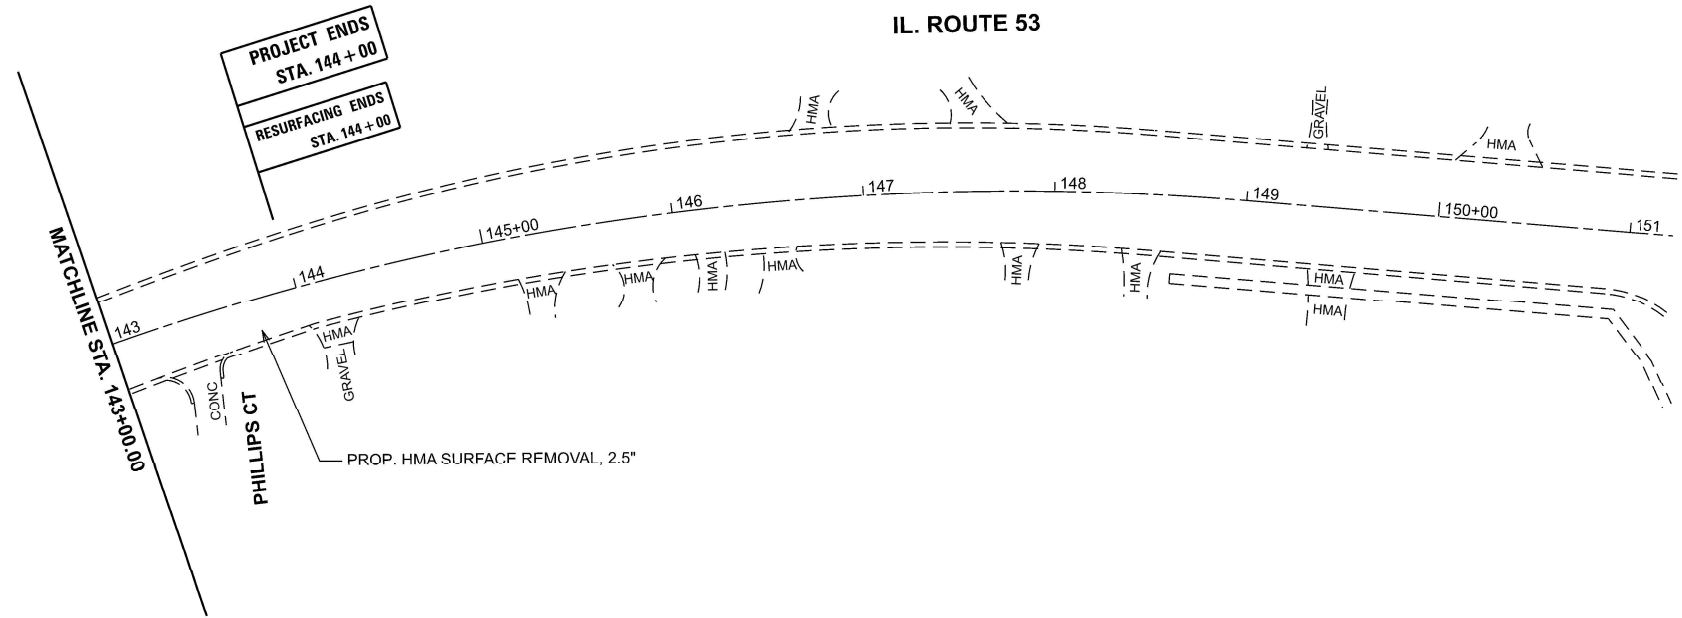 IL. ROUTE 53
PROJECT ENDS
STA. 144 + 00
RESURFACING ENDS
STA. 144 + 00
MATCHLINE STA. 143+00.00
HMA
HMA
GRAVEL
HMA
143
144
145+00
146
147
148
149
150+00
151
CONC
PHILLIPS CT
HMA
GRAVEL
HMA
HMA
HMA
HMA
HMA
HMA
HMA
HMA
PROP. HMA SURFACE REMOVAL, 2.5"